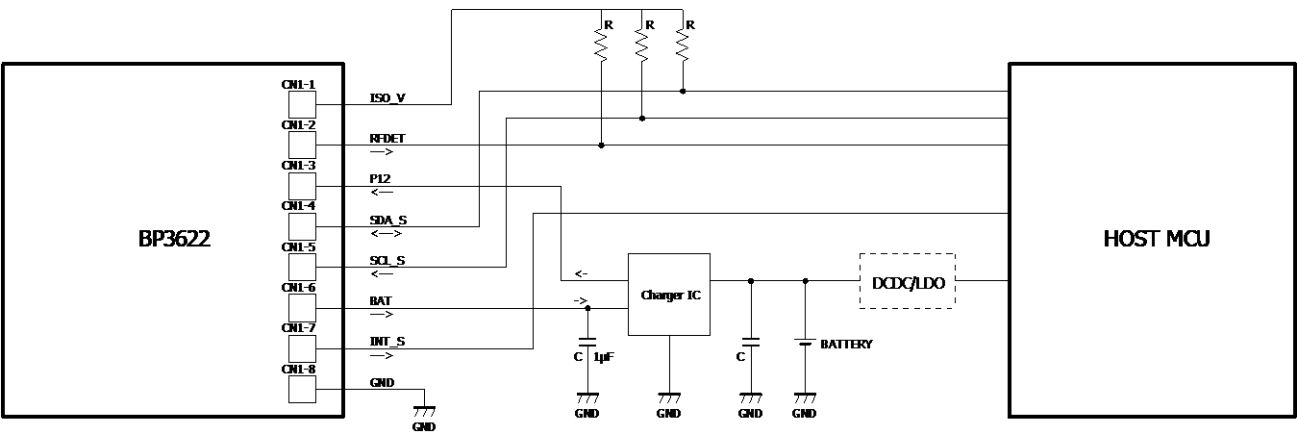 R R R
CN1-1
ISO_V
CN1-2
RFDET
CN1-3
P12
CN1-4
SDA_S
BP3622
HOST MCU
CN1-5
SCL_S
CN1-6
BAT
Charger IC
DCDC/LDO
CN1-7
INT_S
C 1μF
C
BATTERY
CN1-8
GND
GND
GND
GND
GND
GND